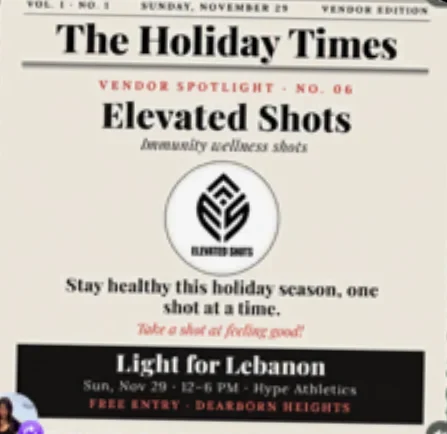 VOL. 1 · NO. 1 SUNDAY, NOVEMBER 29 VENDOR EDITION
The Holiday Times
VENDOR SPOTLIGHT · NO. 06
Elevated Shots
Immunity wellness shots
ELEVATED SHOTS
Stay healthy this holiday season, one
shot at a time.
Take a shot at feeling good!
Light for Lebanon
Sun, Nov 29 · 12–6 PM · Hype Athletics
FREE ENTRY · DEARBORN HEIGHTS